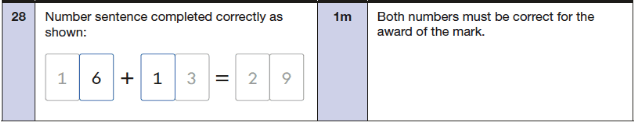 28 Number sentence completed correctly as shown:
1 6 + 1 3 = 2 9
1m Both numbers must be correct for the award of the mark.